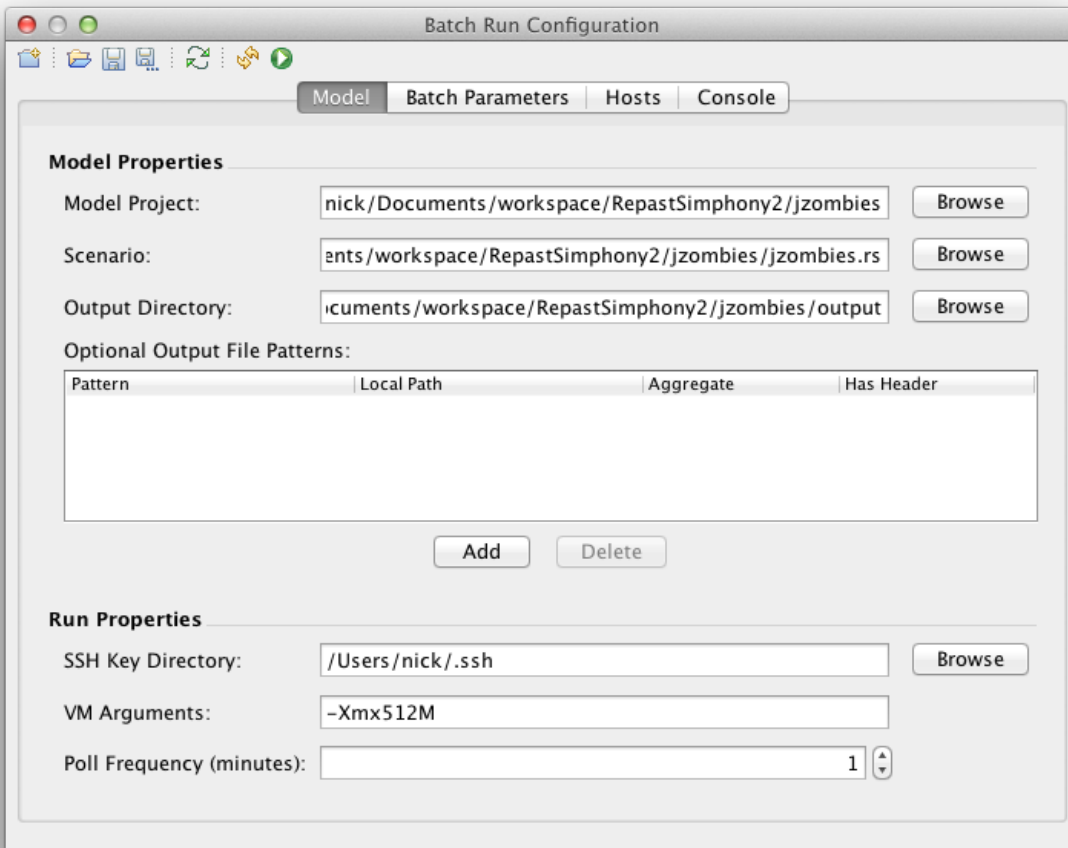 Batch Run Configuration
Model Batch Parameters Hosts Console
Model Properties
Model Project: nick/Documents/workspace/RepastSimphony2/jzombies Browse
Scenario: ents/workspace/RepastSimphony2/jzombies/jzombies.rs Browse
Output Directory: ocuments/workspace/RepastSimphony2/jzombies/output Browse
Optional Output File Patterns:
Pattern Local Path Aggregate Has Header
Add Delete
Run Properties
SSH Key Directory: /Users/nick/.ssh Browse
VM Arguments: -Xmx512M
Poll Frequency (minutes): 1